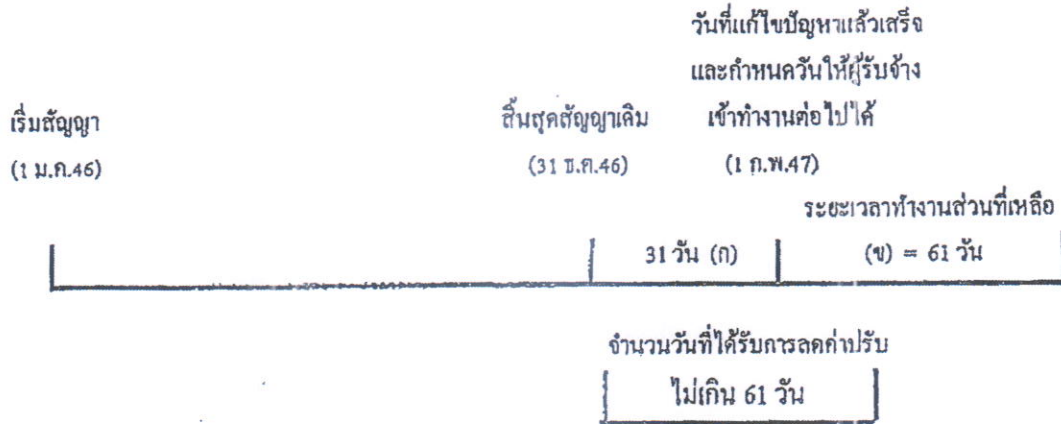 วันที่แก้ไขปัญหาแล้วเสร็จ
และกำหนดวันให้ผู้รับจ้าง
เริ่มสัญญา สิ้นสุดสัญญาเดิม เข้าทำงานต่อไปได้
(1 ม.ค.46) (31 ธ.ค.46) (1 ก.พ.47)
ระยะเวลาทำงานส่วนที่เหลือ
31 วัน (ก) (ข) = 61 วัน
จำนวนวันที่ได้รับการลดค่าปรับ
ไม่เกิน 61 วัน